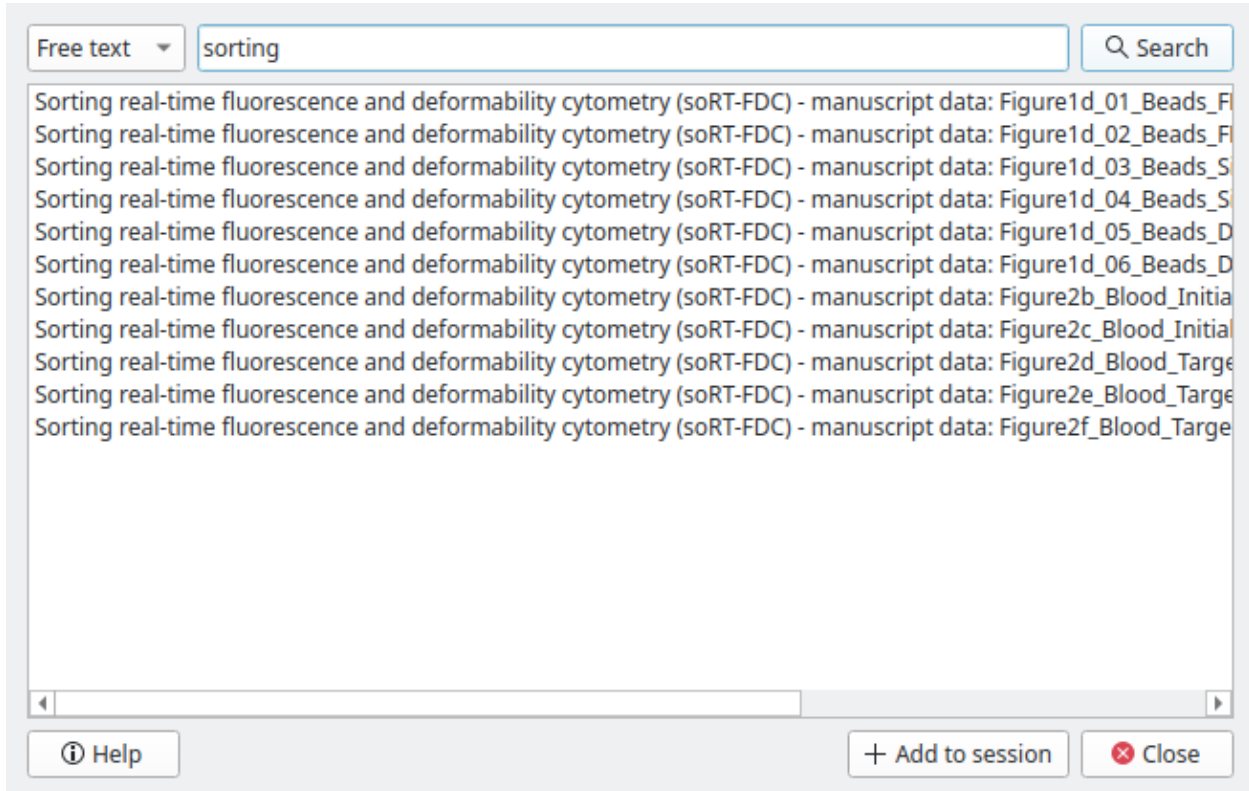 Free text sorting Search
Sorting real-time fluorescence and deformability cytometry (soRT-FDC) - manuscript data: Figure1d_01_Beads_Fl
Sorting real-time fluorescence and deformability cytometry (soRT-FDC) - manuscript data: Figure1d_02_Beads_Fl
Sorting real-time fluorescence and deformability cytometry (soRT-FDC) - manuscript data: Figure1d_03_Beads_Si
Sorting real-time fluorescence and deformability cytometry (soRT-FDC) - manuscript data: Figure1d_04_Beads_Si
Sorting real-time fluorescence and deformability cytometry (soRT-FDC) - manuscript data: Figure1d_05_Beads_D
Sorting real-time fluorescence and deformability cytometry (soRT-FDC) - manuscript data: Figure1d_06_Beads_D
Sorting real-time fluorescence and deformability cytometry (soRT-FDC) - manuscript data: Figure2b_Blood_Initia
Sorting real-time fluorescence and deformability cytometry (soRT-FDC) - manuscript data: Figure2c_Blood_Initial
Sorting real-time fluorescence and deformability cytometry (soRT-FDC) - manuscript data: Figure2d_Blood_Targe
Sorting real-time fluorescence and deformability cytometry (soRT-FDC) - manuscript data: Figure2e_Blood_Targe
Sorting real-time fluorescence and deformability cytometry (soRT-FDC) - manuscript data: Figure2f_Blood_Targe
Help + Add to session Close